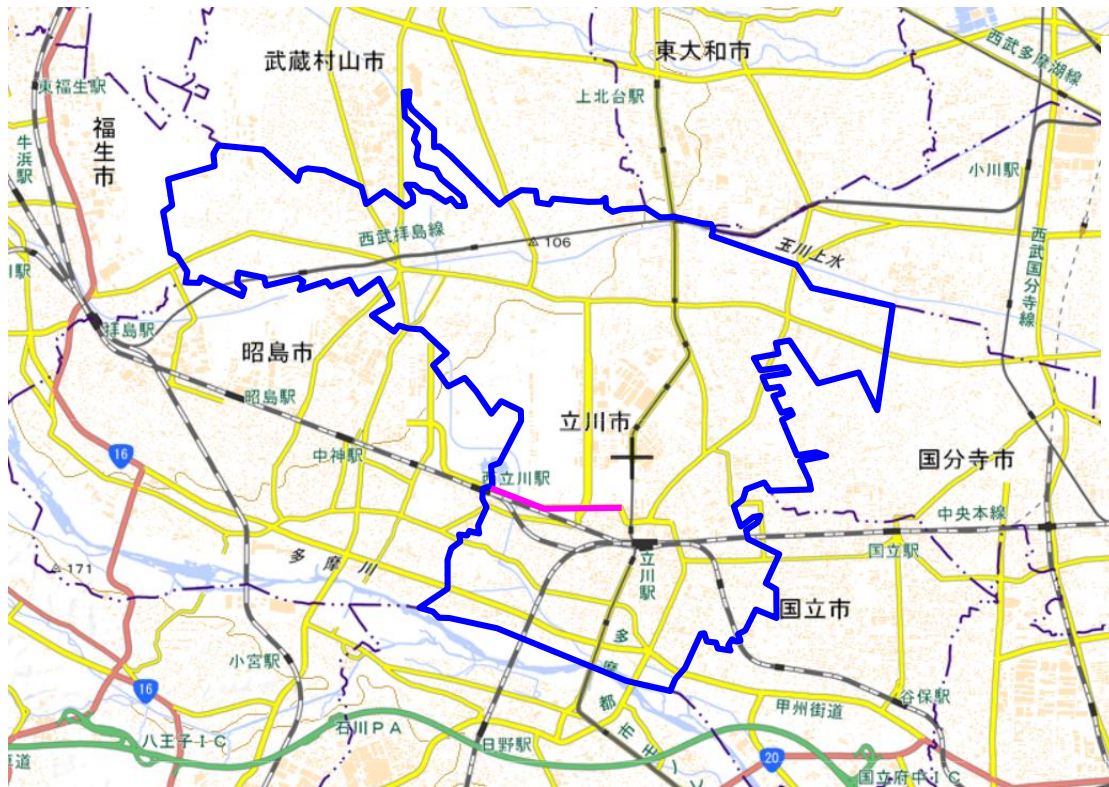 武蔵村山市
東大和市
西武多摩湖線
東福生駅
上北台駅
福生市
牛浜駅
小川駅
西武拝島線
106
玉川上水
西武国分寺線
川駅
拝島駅
昭島市
昭島駅
立川市
16
中神駅
西立川駅
国分寺市
中央本線
国立駅
171
多摩川
立川駅
国立市
小宮駅
多摩都市モノ
16
谷保駅
甲州街道
石川PA
八王子IC
日野駅
車道
20
国立府中IC